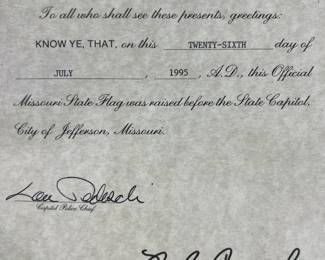 To all who shall see these presents, greetings:
KNOW YE, THAT, on this TWENTY-SIXTH day of
JULY, 1995, A.D., this Official
Missouri State Flag was raised before the State Capitol,
City of Jefferson, Missouri.
Capitol Police Chief